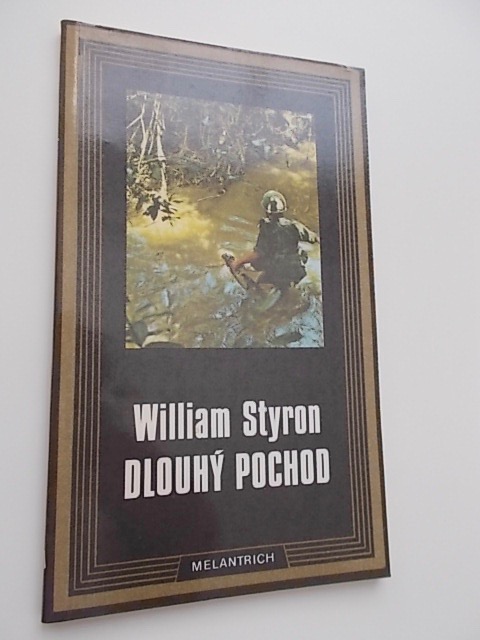 William Styron
DLOUHÝ POCHOD
MELANTRICH